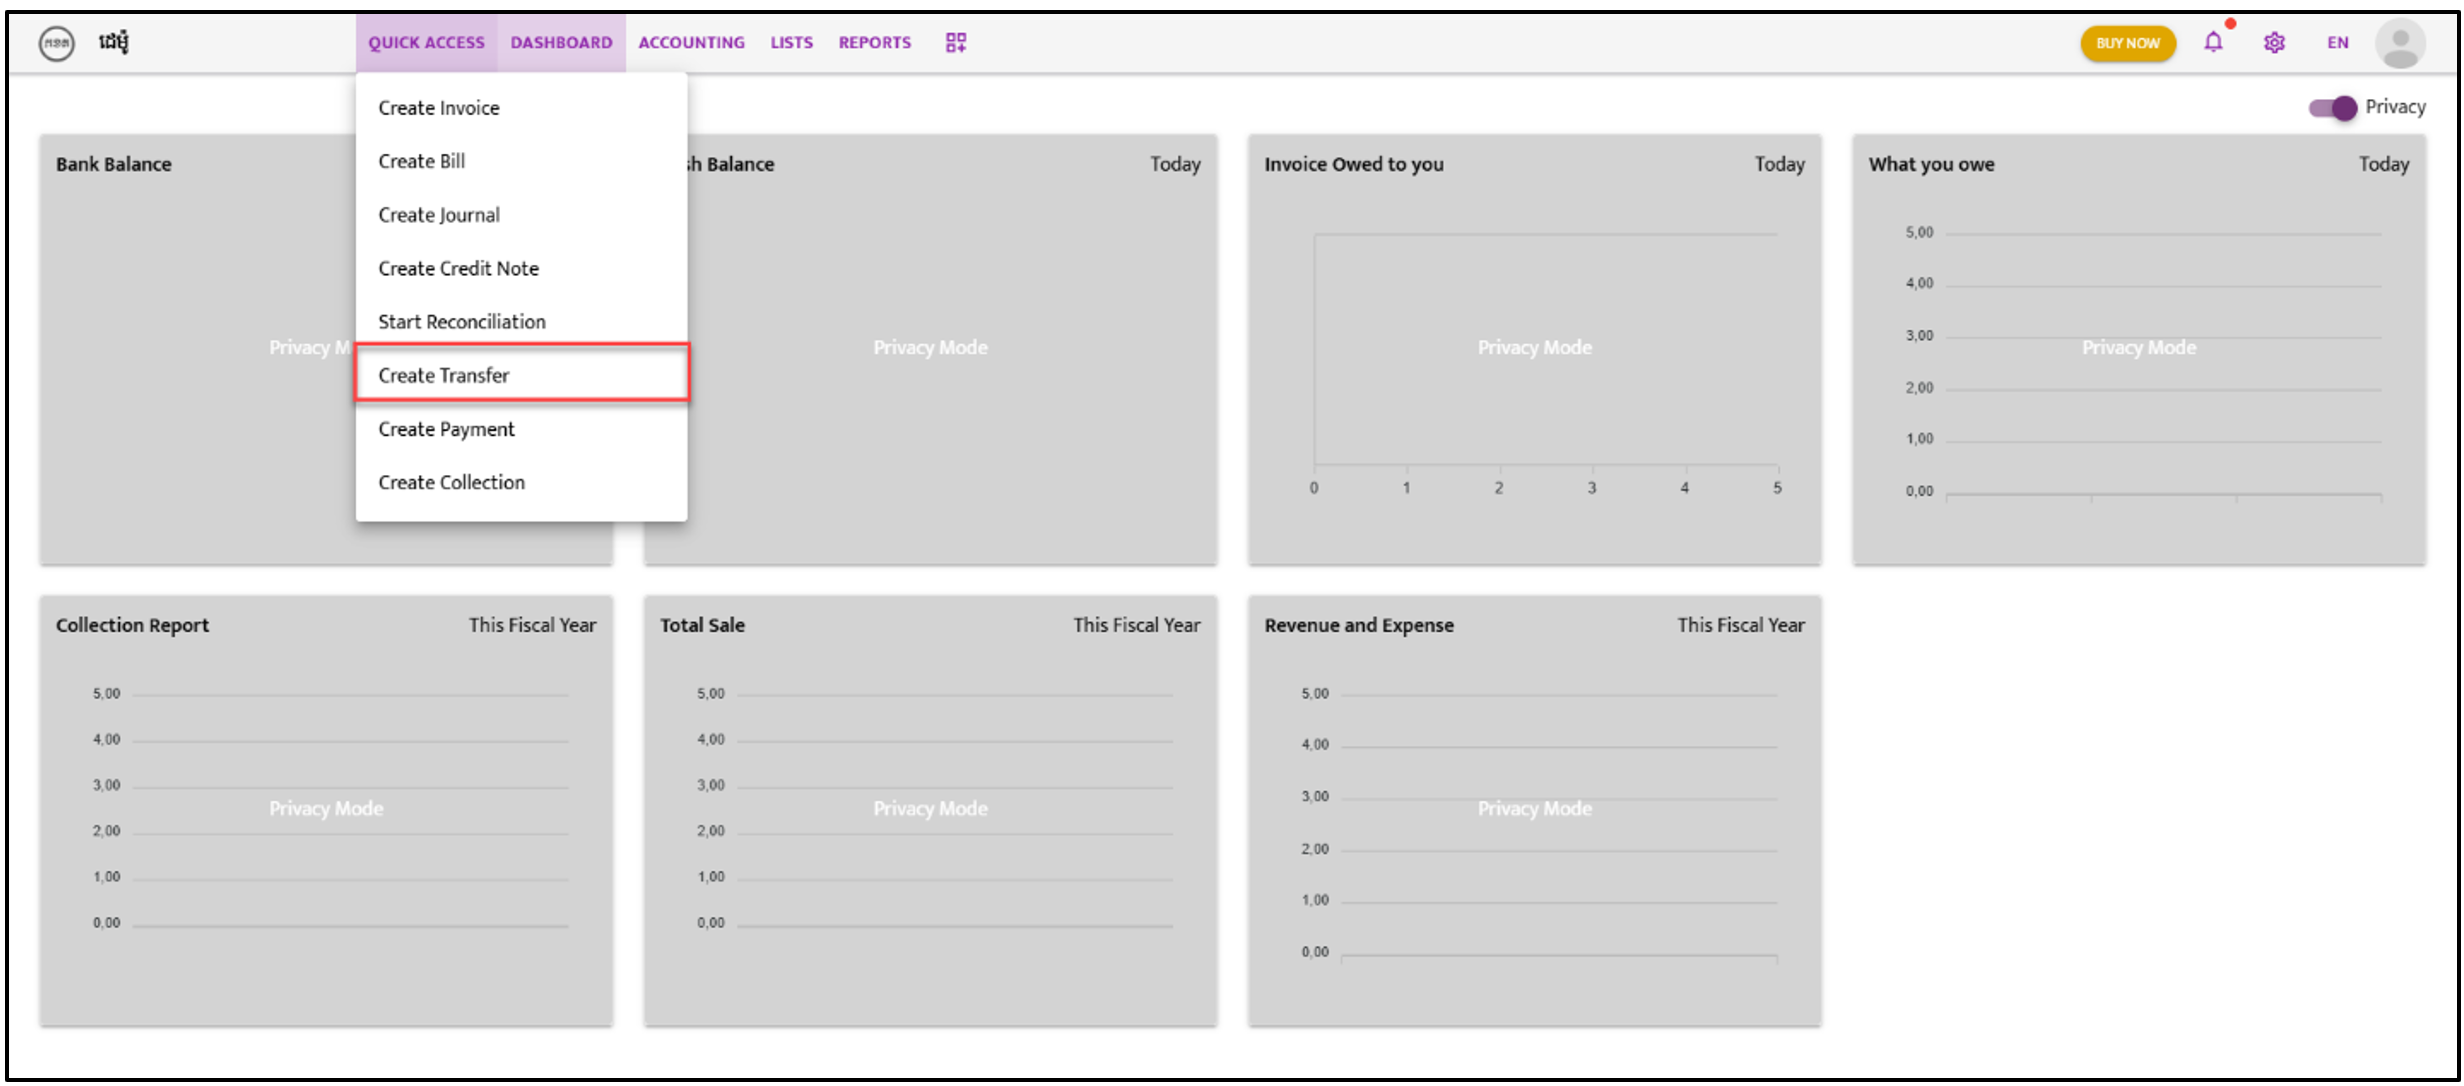 ដេម៉ូ
QUICK ACCESS DASHBOARD ACCOUNTING LISTS REPORTS
BUY NOW EN
Privacy
Create Invoice
Create Bill
Create Journal
Create Credit Note
Start Reconciliation
Create Transfer
Create Payment
Create Collection
Bank Balance
Privacy M
sh Balance Today
Privacy Mode
Invoice Owed to you Today
Privacy Mode
0 1 2 3 4 5
What you owe Today
5,00
4,00
3,00
Privacy Mode
2,00
1,00
0,00
Collection Report This Fiscal Year
5,00
4,00
3,00
Privacy Mode
2,00
1,00
0,00
Total Sale This Fiscal Year
5,00
4,00
3,00
Privacy Mode
2,00
1,00
0,00
Revenue and Expense This Fiscal Year
5,00
4,00
3,00
Privacy Mode
2,00
1,00
0,00